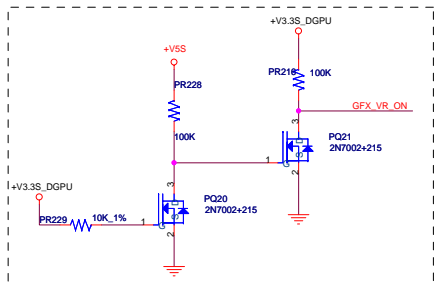 +V3.3S_DGPU
+V5S
PR228
PR216 100K
GFX_VR_ON
3
100K
PQ21
2N7002+215
1
2
3
+V3.3S_DGPU
PQ20
2N7002+215
PR229 10K_1% 1
2